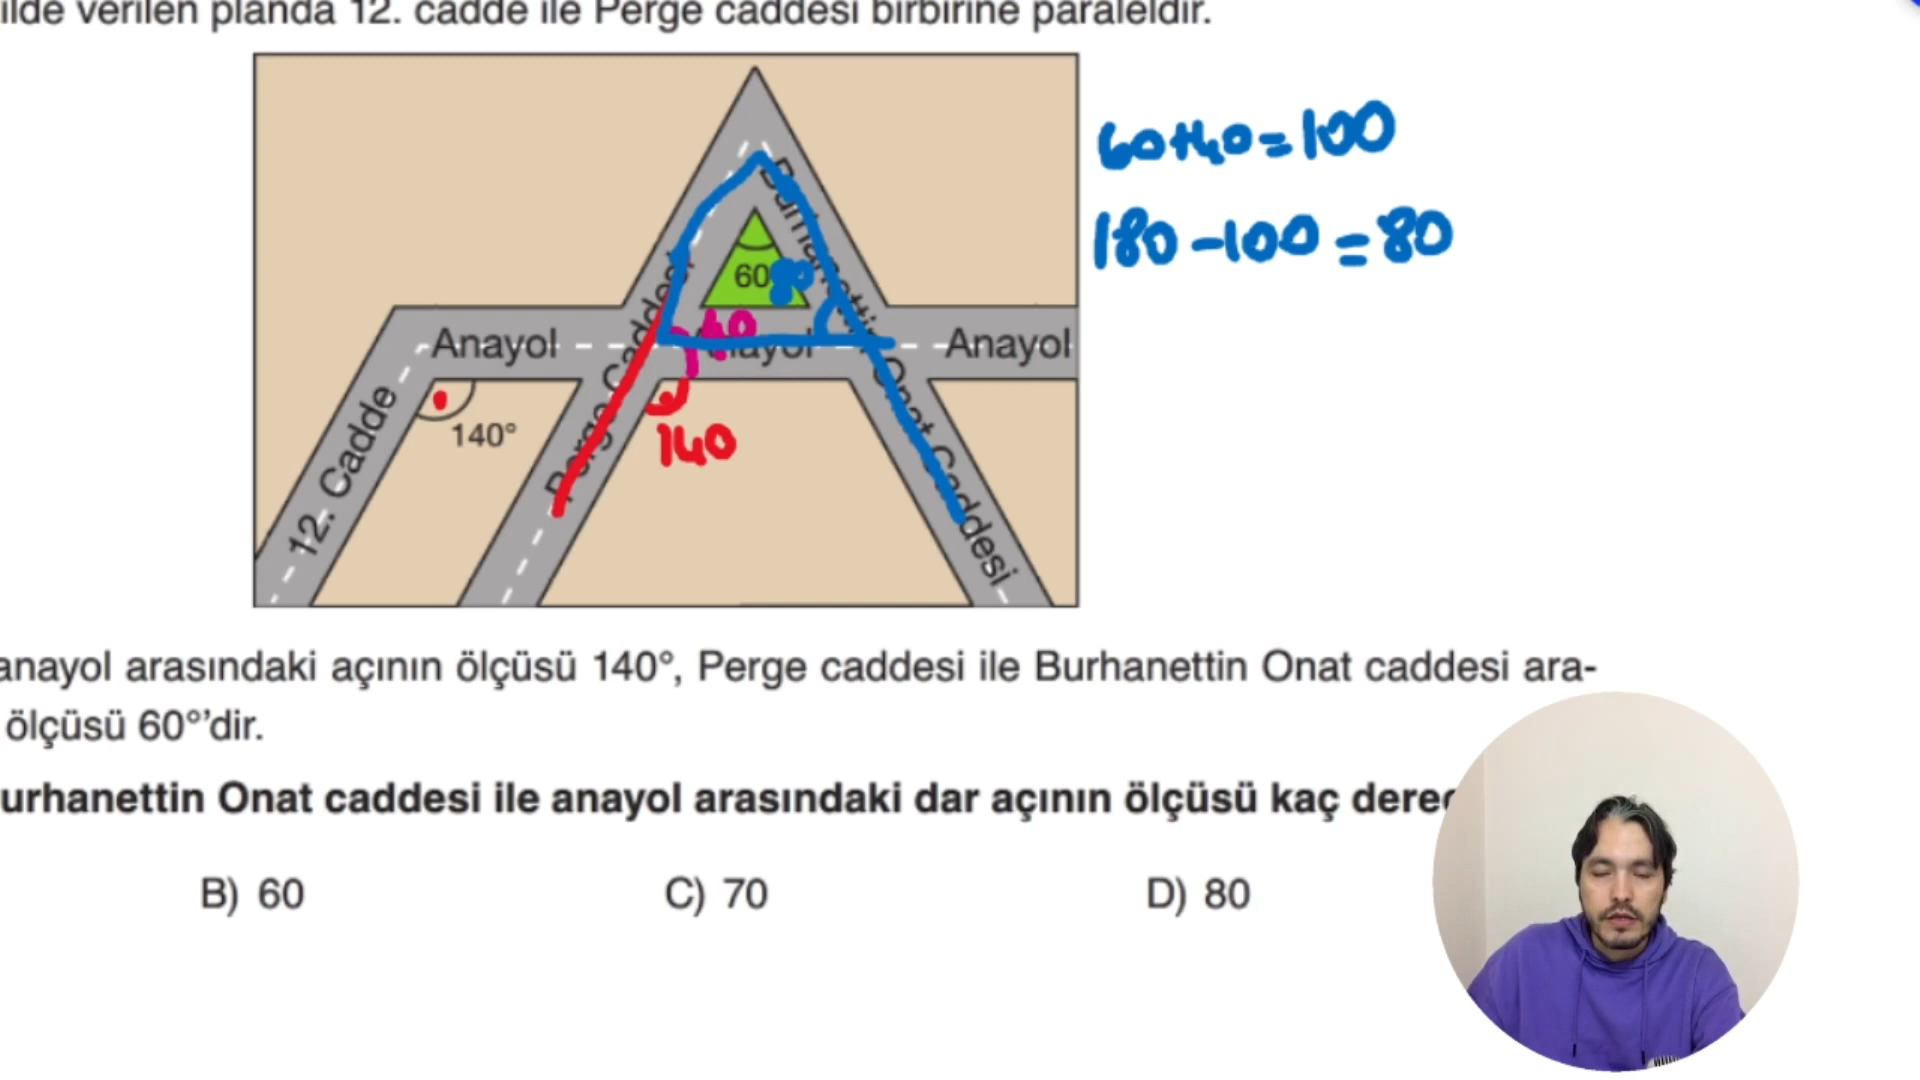 ilde verilen planda 12. cadde ile Perge caddesi birbirine paraleldir.
60+40=100
180-100=80
Burhanettin Onat Caddesi
60
80
40
Anayol
Perge Caddesi
Anayol
Anayol
12. Cadde
140°
140
anayol arasındaki açının ölçüsü 140°, Perge caddesi ile Burhanettin Onat caddesi ara-
ölçüsü 60°'dir.
urhanettin Onat caddesi ile anayol arasındaki dar açının ölçüsü kaç derec
B) 60
C) 70
D) 80